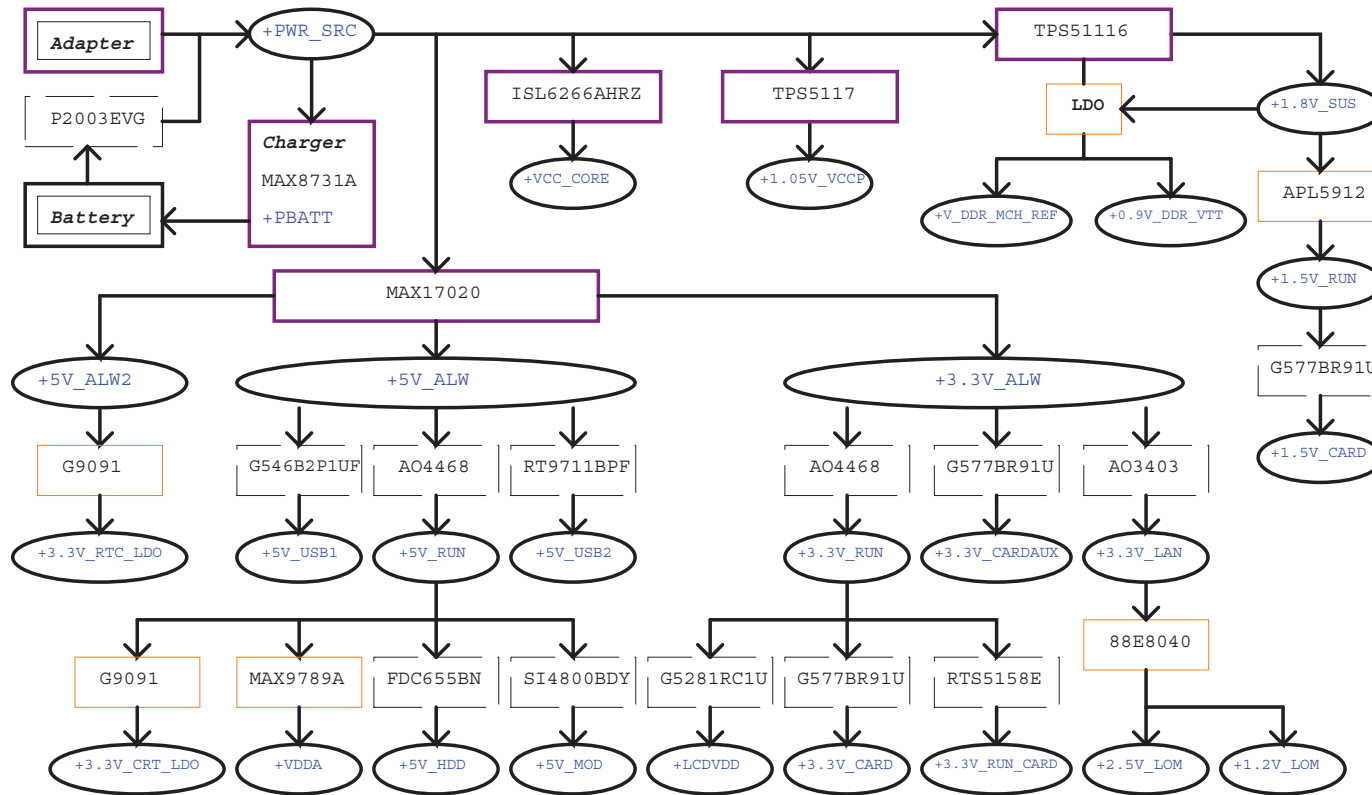 Adapter
+PWR_SRC
TPS51116
P2003EVG
ISL6266AHRZ
TPS5117
LDO
+1.8V_SUS
Charger
MAX8731A
+PBATT
Battery
+VCC_CORE
+1.05V_VCCP
+V_DDR_MCH_REF
+0.9V_DDR_VTT
APL5912
MAX17020
+1.5V_RUN
+5V_ALW2
+5V_ALW
+3.3V_ALW
G577BR91U
G9091
G546B2P1UF
AO4468
RT9711BPF
AO4468
G577BR91U
AO3403
+1.5V_CARD
+3.3V_RTC_LDO
+5V_USB1
+5V_RUN
+5V_USB2
+3.3V_RUN
+3.3V_CARDAUX
+3.3V_LAN
88E8040
G9091
MAX9789A
FDC655BN
SI4800BDY
G5281RC1U
G577BR91U
RTS5158E
+3.3V_CRT_LDO
+VDDA
+5V_HDD
+5V_MOD
+LCDVDD
+3.3V_CARD
+3.3V_RUN_CARD
+2.5V_LOM
+1.2V_LOM